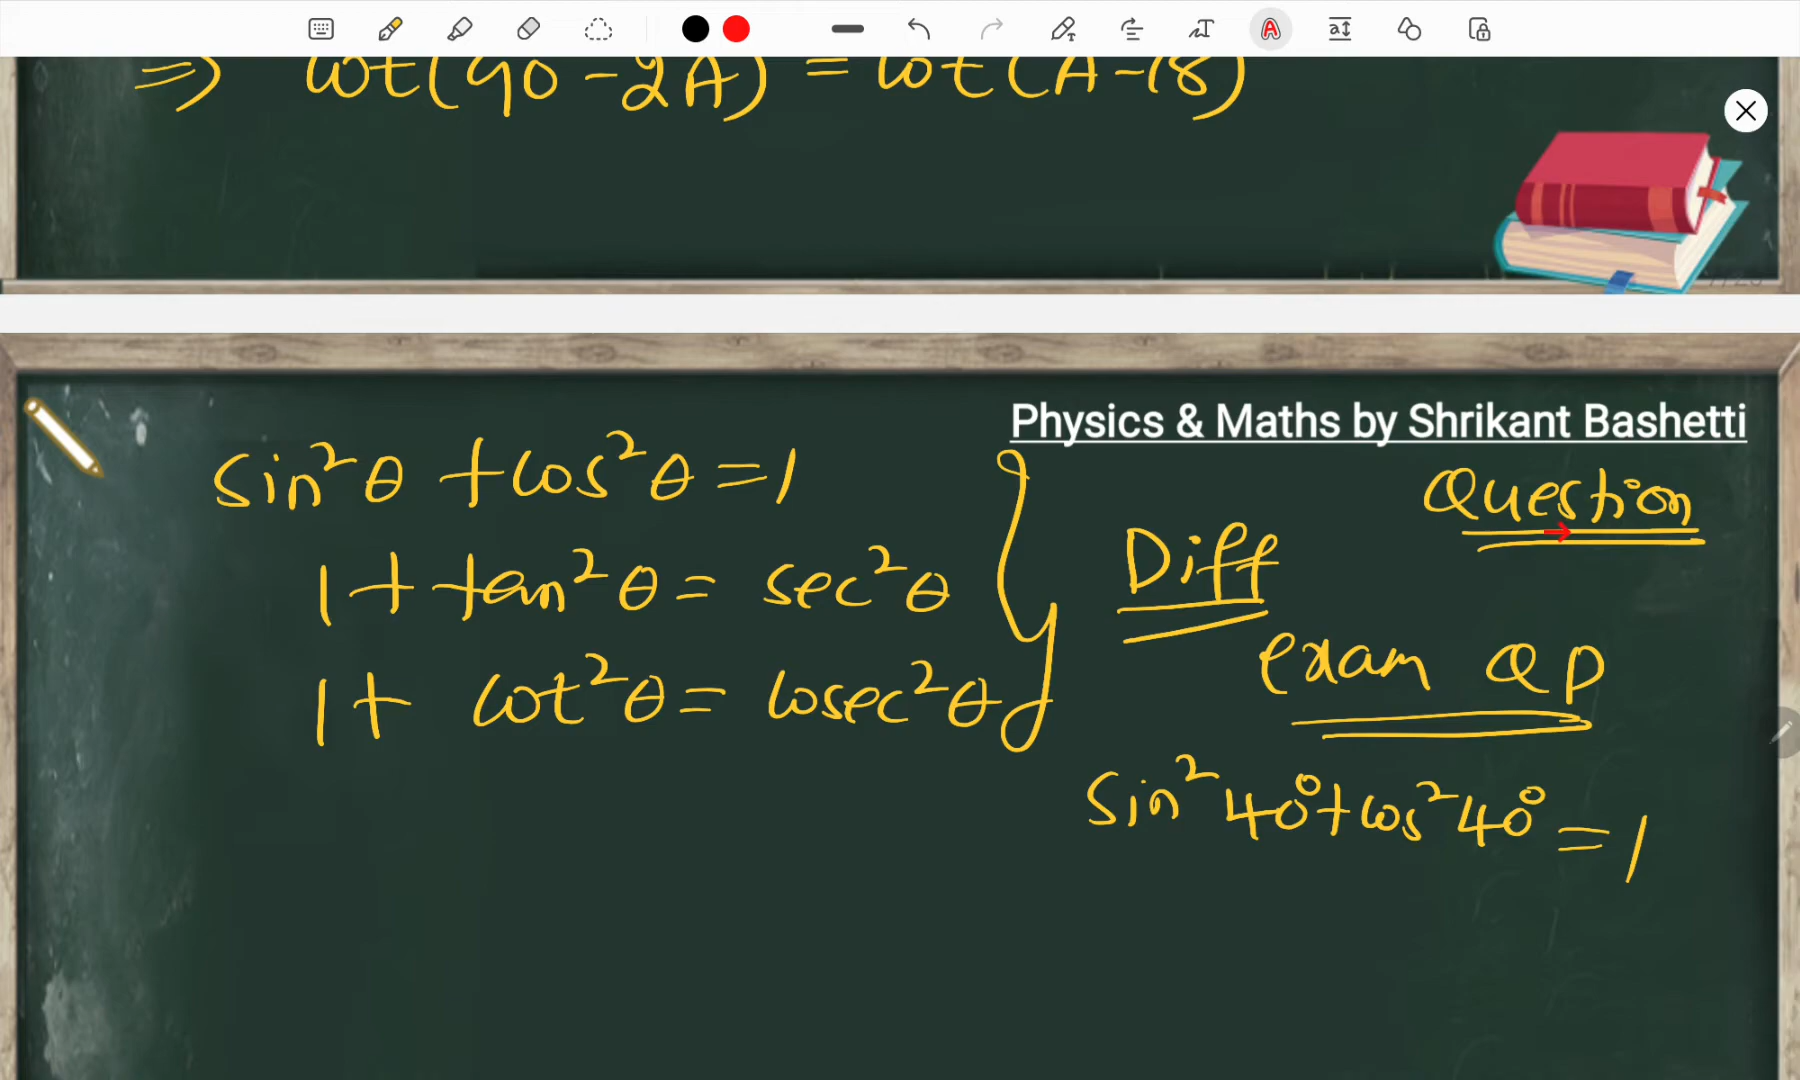 ⇒ cot(90-2A) = cot(A-18)
Physics & Maths by Shrikant Bashetti
sin²θ + cos²θ = 1
Question
1 + tan²θ = sec²θ
Diff
1 + cot²θ = cosec²θ
exam QP
sin²40° + cos²40° = 1